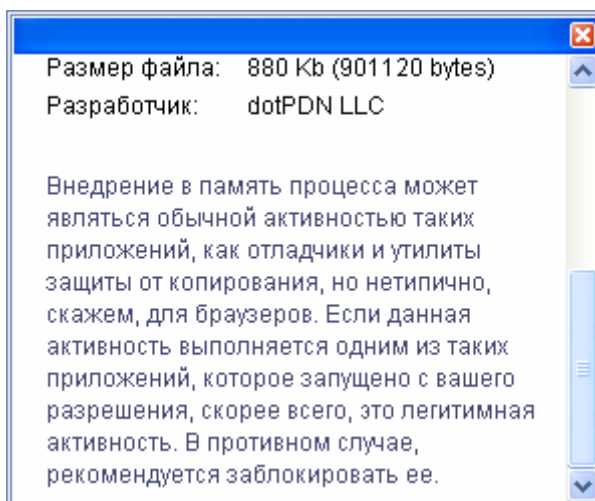 Размер файла: 880 Kb (901120 bytes)
Разработчик: dotPDN LLC
Внедрение в память процесса может
являться обычной активностью таких
приложений, как отладчики и утилиты
защиты от копирования, но нетипично,
скажем, для браузеров. Если данная
активность выполняется одним из таких
приложений, которое запущено с вашего
разрешения, скорее всего, это легитимная
активность. В противном случае,
рекомендуется заблокировать ее.